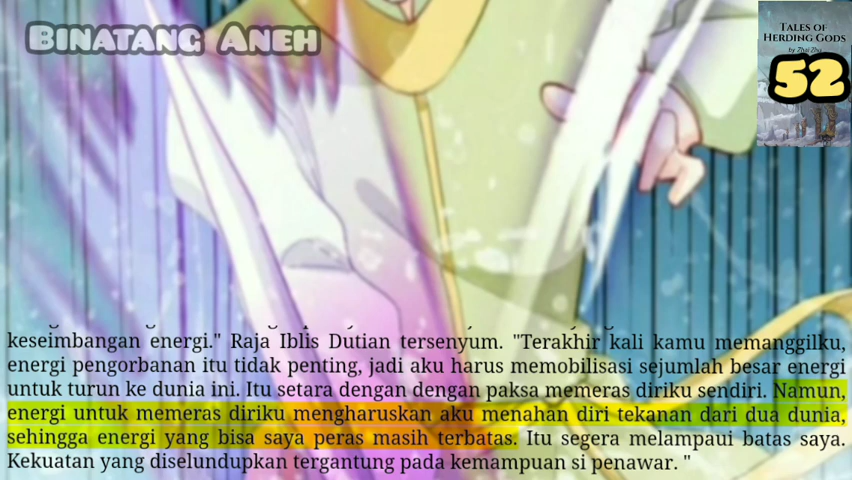 BINATANG ANEH
TALES OF
HERDING GODS
by Zhai Zhu
52
keseimbangan energi." Raja Iblis Dutian tersenyum. "Terakhir kali kamu memanggilku,
energi pengorbanan itu tidak penting, jadi aku harus memobilisasi sejumlah besar energi
untuk turun ke dunia ini. Itu setara dengan dengan paksa memeras diriku sendiri. Namun,
energi untuk memeras diriku mengharuskan aku menahan diri tekanan dari dua dunia,
sehingga energi yang bisa saya peras masih terbatas. Itu segera melampaui batas saya.
Kekuatan yang diselundupkan tergantung pada kemampuan si penawar. "